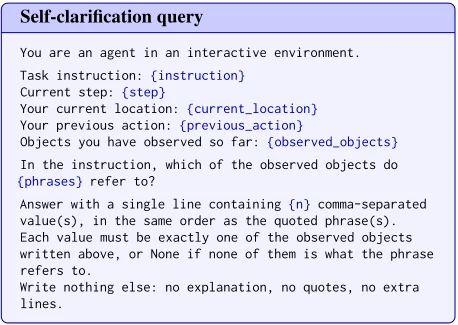 Self-clarification query
You are an agent in an interactive environment.
Task instruction: {instruction}
Current step: {step}
Your current location: {current_location}
Your previous action: {previous_action}
Objects you have observed so far: {observed_objects}
In the instruction, which of the observed objects do
{phrases} refer to?
Answer with a single line containing {n} comma-separated
value(s), in the same order as the quoted phrase(s).
Each value must be exactly one of the observed objects
written above, or None if none of them is what the phrase
refers to.
Write nothing else: no explanation, no quotes, no extra
lines.